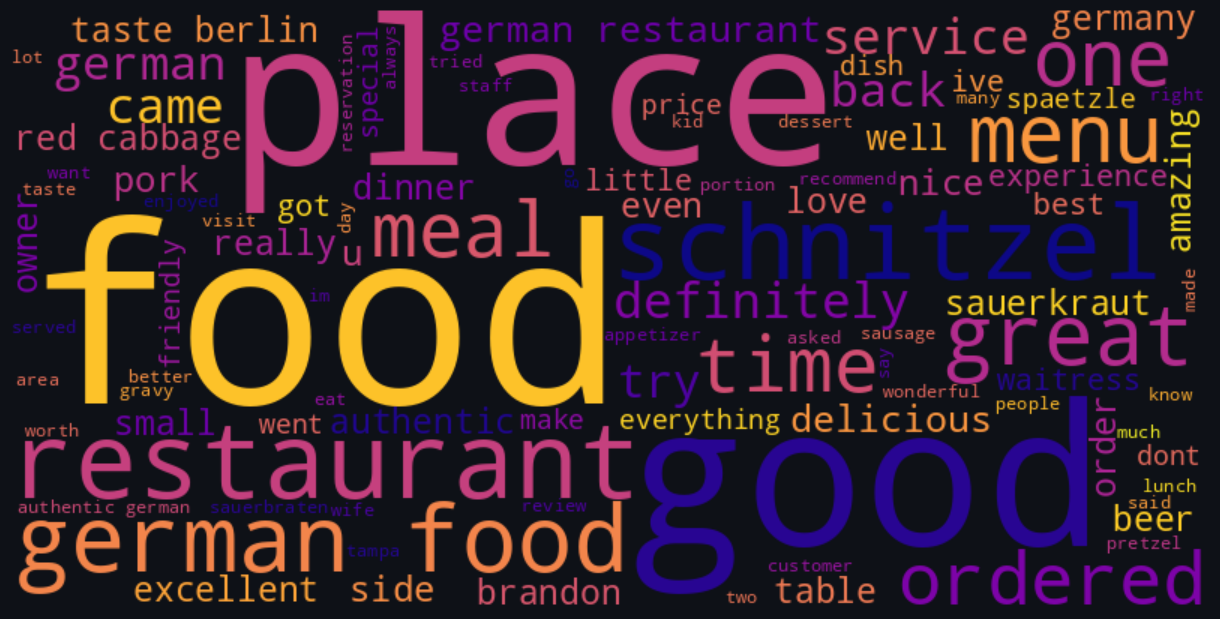 taste berlin
german restaurant
service
germany
lot
german
reservation
special
always
place
tried
staff
dish
one
back
ive
many
spaetzle
right
came
price
kid
dessert
well
menu
amazing
red cabbage
want
taste
pork
dinner
go
little
portion
recommend
nice
experience
enjoyed
visit
got
day
even
love
best
owner
really
u
meal
schnitzel
friendly
food
im
definitely
sauerkraut
made
served
appetizer
asked
sausage
great
time
say
area
better
gravy
try
wonderful
waitress
know
eat
people
small
went
authentic
make
everything
delicious
order
much
worth
restaurant
good
dont
lunch
authentic german
sauerbraten
wife
review
said
beer
german food
tampa
pretzel
customer
excellent
side
brandon
two
table
ordered